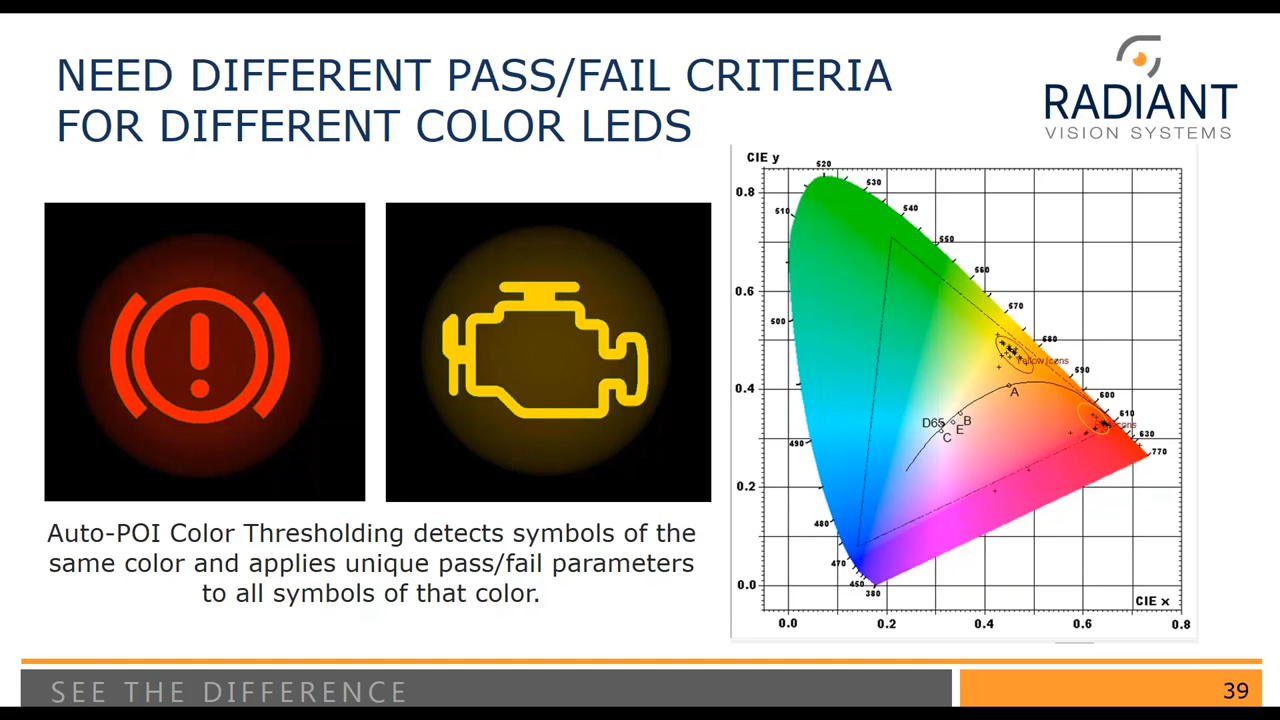 NEED DIFFERENT PASS/FAIL CRITERIA
FOR DIFFERENT COLOR LEDS
RADIANT
VISION SYSTEMS
Auto-POI Color Thresholding detects symbols of the
same color and applies unique pass/fail parameters
to all symbols of that color.
CIE y
520
530
510
540
550
560
570
500
580
Yellow Icons
590
A
600
610
D65
B
E
C
630
490
770
480
470
450
380
0.8
0.6
0.4
0.2
0.0
CIE x
0.0 0.2 0.4 0.6 0.8
SEE THE DIFFERENCE
39